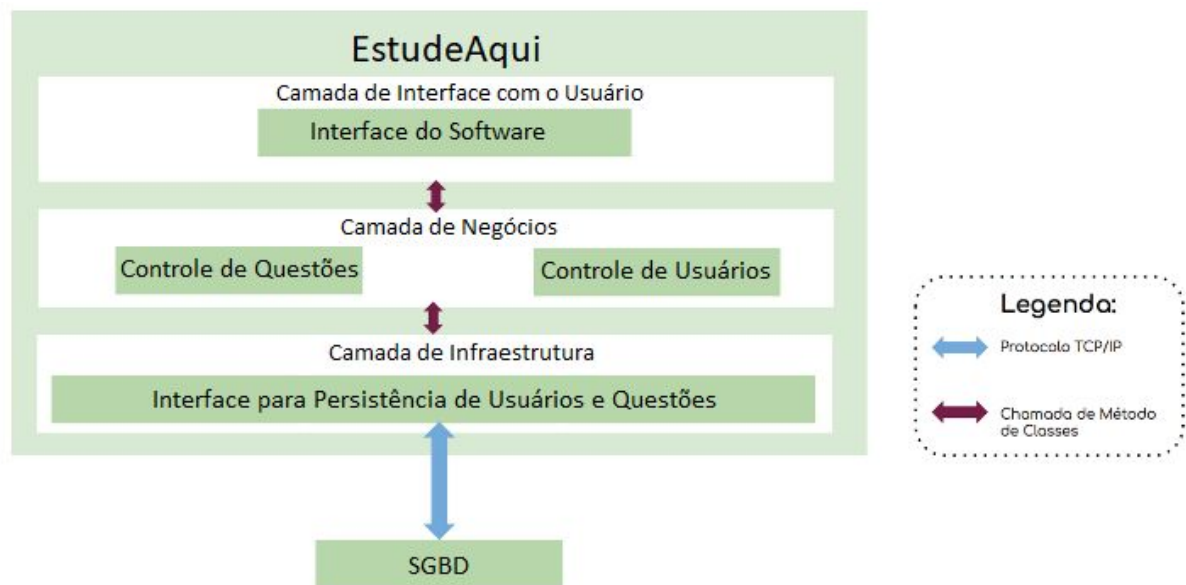 EstudeAqui
Camada de Interface com o Usuário
Interface do Software
Camada de Negócios
Controle de Questões
Controle de Usuários
Camada de Infraestrutura
Interface para Persistência de Usuários e Questões
SGBD
Legenda:
Protocolo TCP/IP
Chamada de Método
de Classes